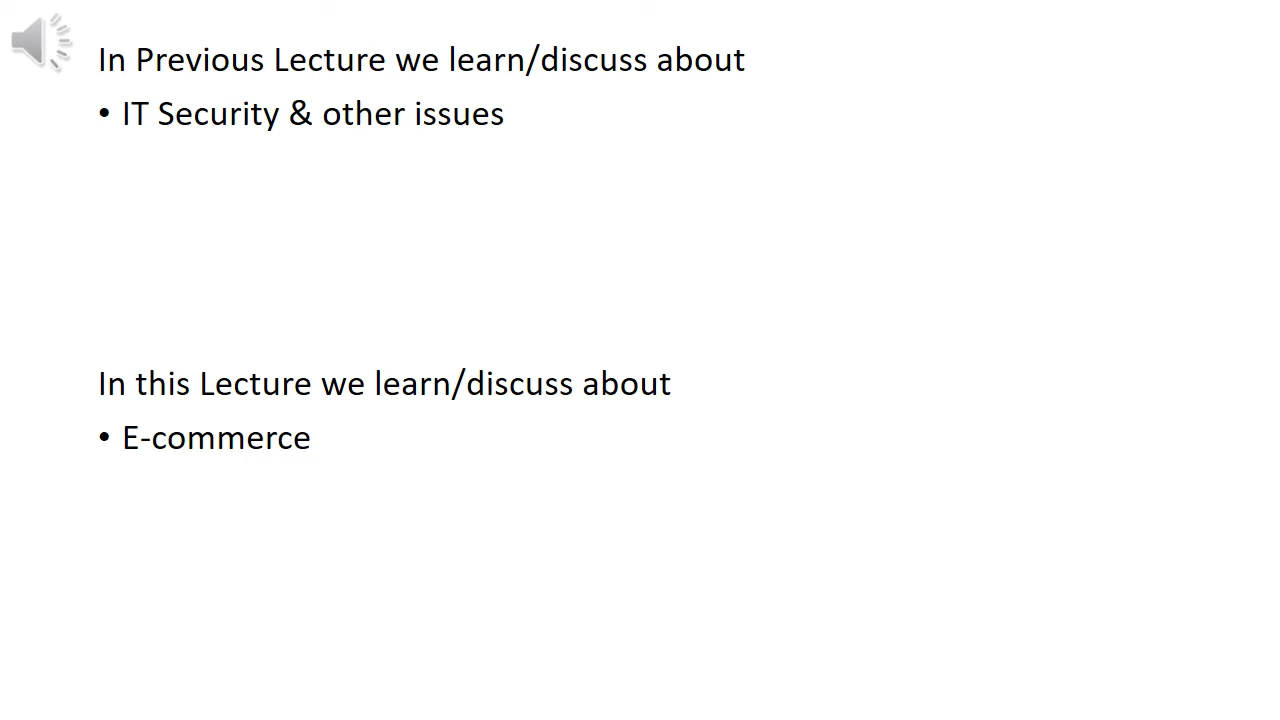 In Previous Lecture we learn/discuss about
• IT Security & other issues
In this Lecture we learn/discuss about
• E-commerce